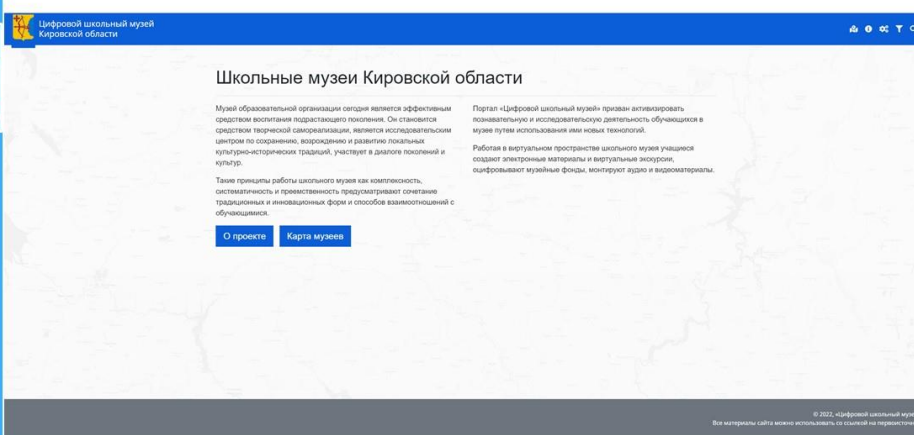 Цифровой школьный музей
Кировской области
Школьные музеи Кировской области
Музей образовательной организации сегодня является эффективным
средством воспитания подрастающего поколения. Он становится
средством творческой самореализации, является исследовательским
центром по сохранению, возрождению и развитию локальных
культурно-исторических традиций, участвует в диалоге поколений и
культур.
Такие принципы работы школьного музея как комплексность,
систематичность и преемственность предусматривают сочетание
традиционных и инновационных форм и способов взаимоотношений с
обучающимися.
Портал «Цифровой школьный музей» призван активизировать
познавательную и исследовательскую деятельность обучающихся в
музее путем использования ими новых технологий.
Работая в виртуальном пространстве школьного музея учащиеся
создают электронные материалы и виртуальные экскурсии,
оцифровывают музейные фонды, монтируют аудио и видеоматериалы.
О проекте
Карта музеев
© 2022, «Цифровой школьный музе
Все материалы сайта можно использовать со ссылкой на первоисточн